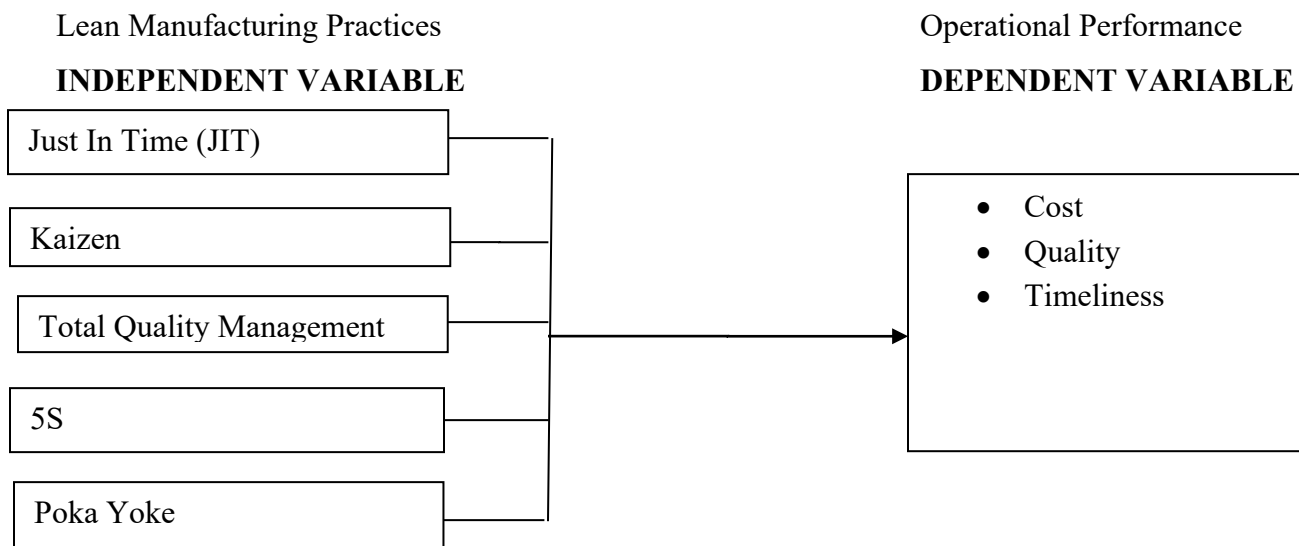 Lean Manufacturing Practices
INDEPENDENT VARIABLE
Just In Time (JIT)
Kaizen
Total Quality Management
5S
Poka Yoke
Operational Performance
DEPENDENT VARIABLE
• Cost
• Quality
• Timeliness